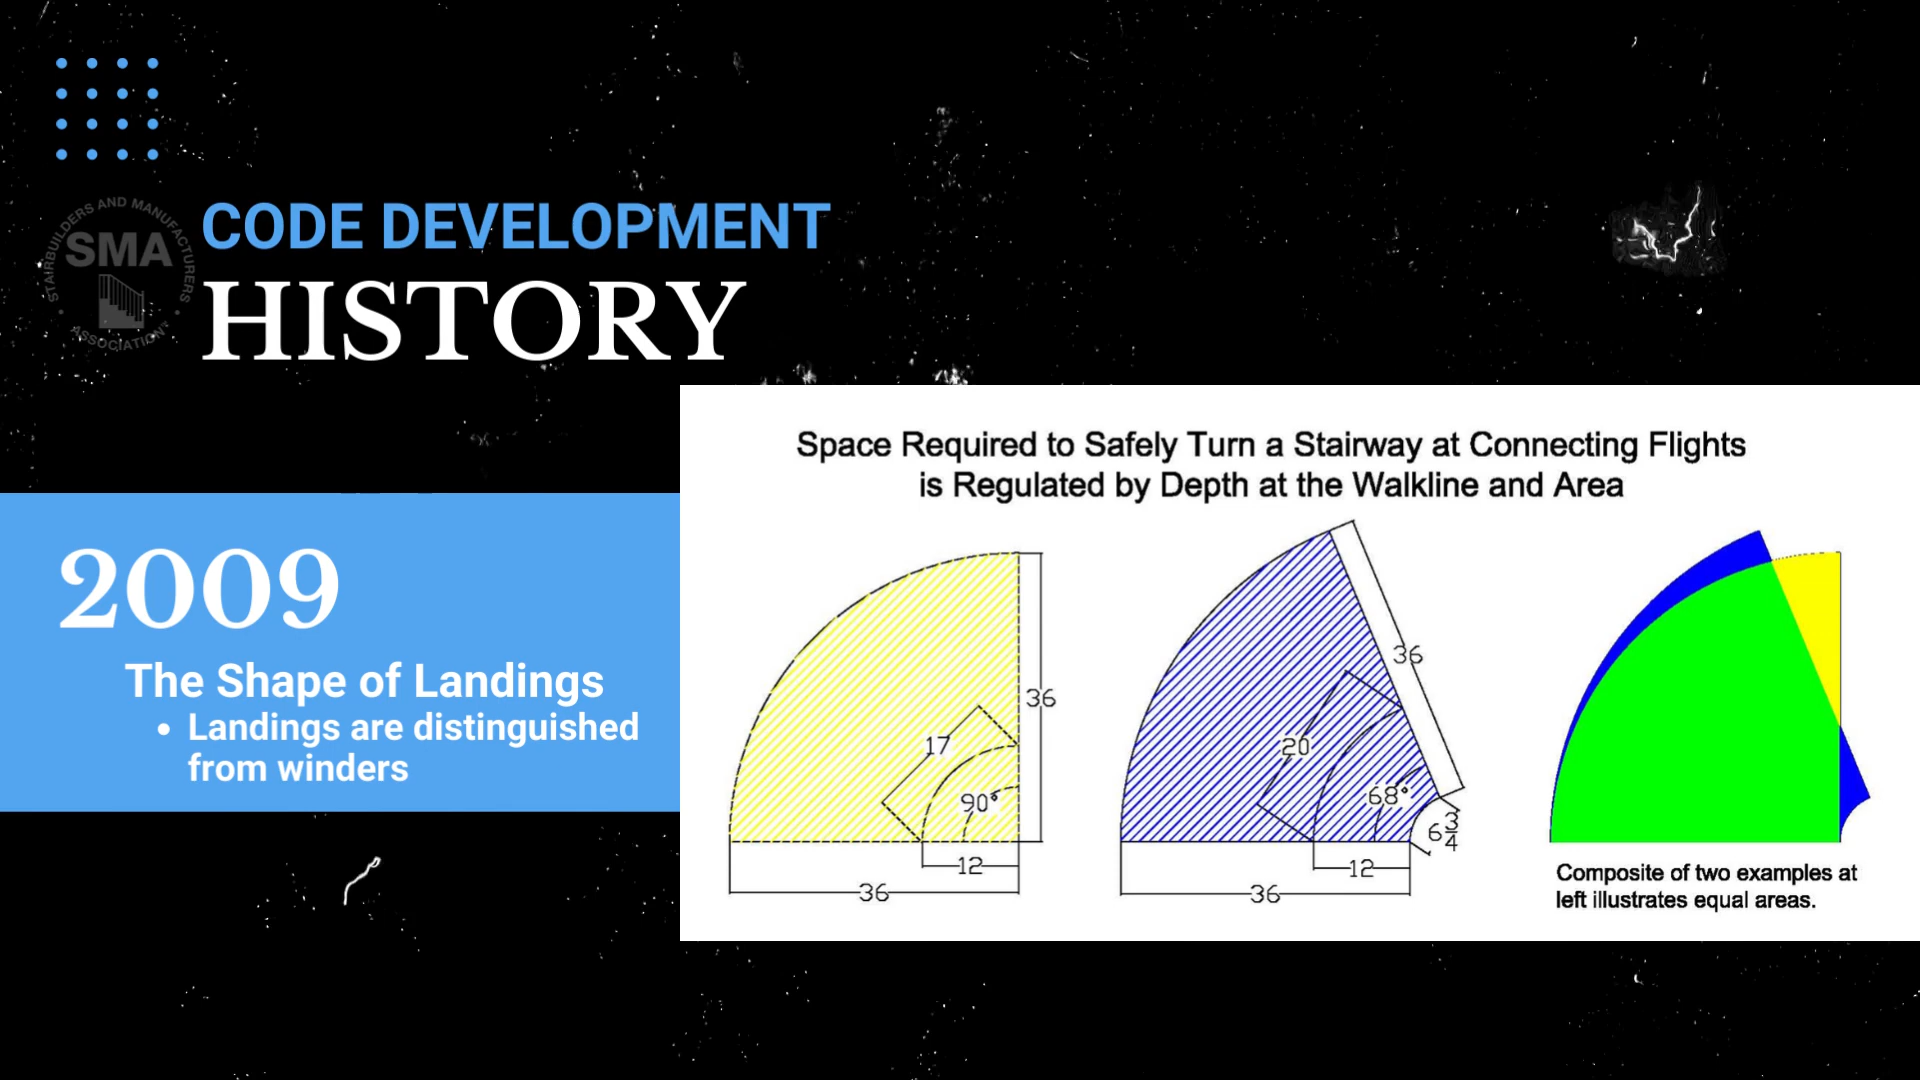 STAIRBUILDERS AND MANUFACTURERS
SMA
ASSOCIATION™
CODE DEVELOPMENT
HISTORY
2009
The Shape of Landings
• Landings are distinguished
from winders
Space Required to Safely Turn a Stairway at Connecting Flights
is Regulated by Depth at the Walkline and Area
36
17
90°
12
36
36
20
68°
6 3/4
12
36
Composite of two examples at
left illustrates equal areas.